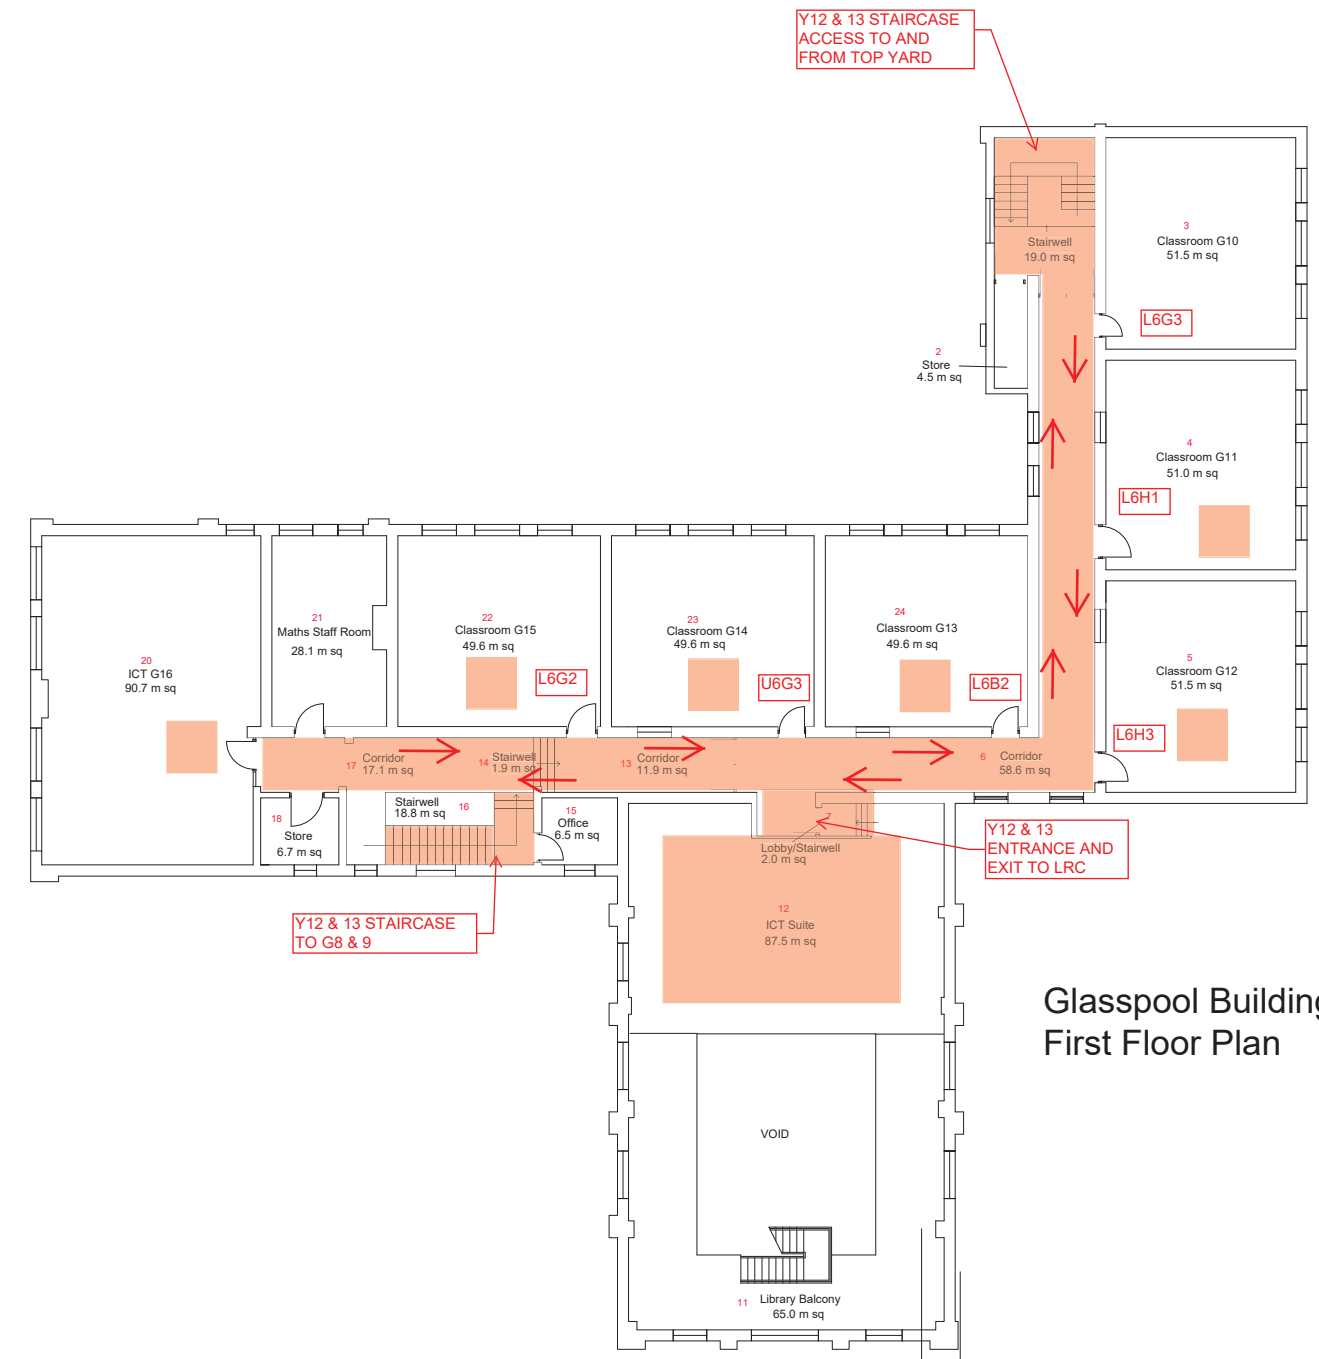 Y12 & 13 STAIRCASE
ACCESS TO AND
FROM TOP YARD
1
Stairwell
19.0 m sq
3
Classroom G10
51.5 m sq
L6G3
2
Store
4.5 m sq
4
Classroom G11
51.0 m sq
L6H1
5
Classroom G12
51.5 m sq
L6H3
20
ICT G16
90.7 m sq
21
Maths Staff Room
28.1 m sq
22
Classroom G15
49.6 m sq
L6G2
23
Classroom G14
49.6 m sq
U6G3
24
Classroom G13
49.6 m sq
L6B2
17
Corridor
17.1 m sq
14
Stairwell
1.9 m sq
13
Corridor
11.9 m sq
6
Corridor
58.6 m sq
18
Store
6.7 m sq
Stairwell
18.8 m sq
16
15
Office
6.5 m sq
7
Lobby/Stairwell
2.0 m sq
Y12 & 13
ENTRANCE AND
EXIT TO LRC
Y12 & 13 STAIRCASE
TO G8 & 9
12
ICT Suite
87.5 m sq
Glasspool Building
First Floor Plan
VOID
11
Library Balcony
65.0 m sq